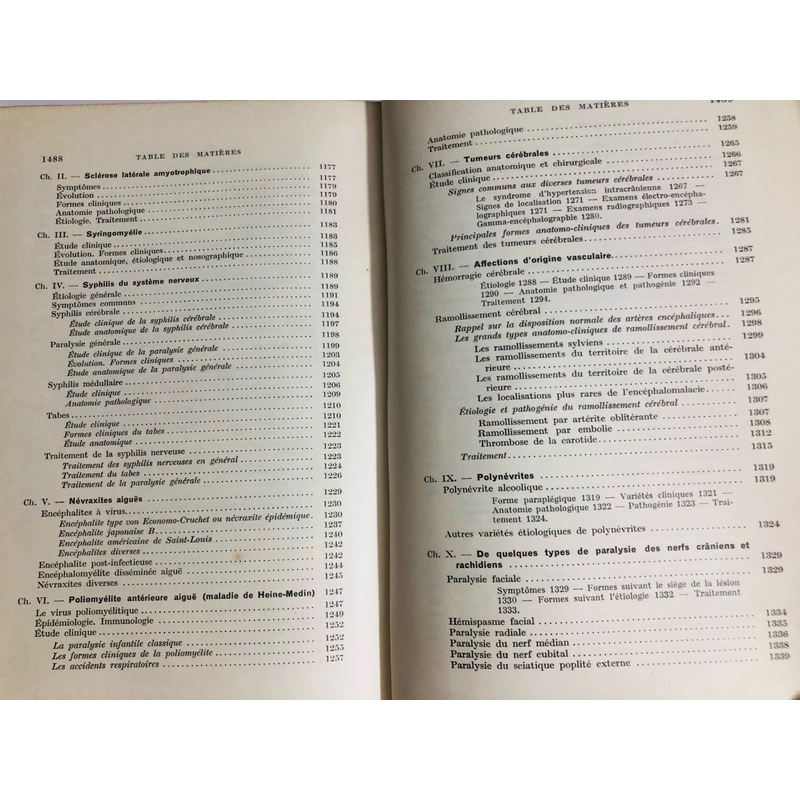 1488 TABLE DES MATIÈRES
Ch. II. — Sclérose latérale amyotrophique 1177
Symptômes 1177
Évolution 1179
Formes cliniques 1179
Anatomie pathologique 1180
Étiologie. Traitement 1181
Ch. III. — Syringomyélie 1183
Étude clinique 1183
Évolution. Formes cliniques 1185
Étude anatomique, étiologique et nosographique 1186
Traitement 1188
Ch. IV. — Syphilis du système nerveux 1189
Étiologie générale 1189
Symptômes communs 1191
Syphilis cérébrale 1194
Étude clinique de la syphilis cérébrale 1194
Étude anatomique de la syphilis cérébrale 1197
Paralysie générale 1198
Étude clinique de la paralysie générale 1199
Évolution. Formes cliniques 1203
Étude anatomique de la paralysie générale 1204
Syphilis médullaire 1205
Étude clinique 1206
Anatomie pathologique 1209
Tabes 1210
Étude clinique 1210
Formes cliniques du tabes 1221
Étude anatomique 1222
Traitement de la syphilis nerveuse 1223
Traitement des syphilis nerveuses en général 1223
Traitement du tabes 1224
Traitement de la paralysie générale 1226
Ch. V. — Névraxites aiguës 1229
Encéphalites à virus 1230
Encéphalite type von Economo-Cruchet ou névraxite épidémique 1230
Encéphalite japonaise B 1237
Encéphalite américaine de Saint-Louis 1240
Encéphalites diverses 1242
Encéphalite post-infectieuse 1242
Encéphalomyélite disséminée aiguë 1244
Névraxites diverses 1245
Ch. VI. — Poliomyélite antérieure aiguë (maladie de Heine-Medin) 1247
Le virus poliomyélitique 1247
Épidémiologie. Immunologie 1249
Étude clinique 1252
La paralysie infantile classique 1252
Les formes cliniques de la poliomyélite 1255
Les accidents respiratoires 1257
TABLE DES MATIÈRES 1489
Anatomie pathologique 1258
Traitement 1259
Ch. VII. — Tumeurs cérébrales 1265
Classification anatomique et chirurgicale 1266
Étude clinique 1267
Signes communs aux diverses tumeurs cérébrales 1267
Le syndrome d'hypertension intracrânienne 1267 —
Signes de localisation 1271 — Examens électro-encépha-
lographiques 1271 — Examens radiographiques 1273 —
Gamma-encéphalographie 1280.
Principales formes anatomo-cliniques des tumeurs cérébrales 1281
Traitement des tumeurs cérébrales 1285
Ch. VIII. — Affections d'origine vasculaire 1287
Hémorragie cérébrale 1287
Étiologie 1288 — Étude clinique 1289 — Formes cliniques
1290 — Anatomie pathologique et pathogénie 1292 —
Traitement 1294.
Ramollissement cérébral 1295
Rappel sur la disposition normale des artères encéphaliques 1296
Les grands types anatomo-cliniques de ramollissement cérébral 1298
Les ramollissements sylviens 1299
Les ramollissements du territoire de la cérébrale anté-
rieure 1304
Les ramollissements du territoire de la cérébrale posté-
rieure 1305
Les localisations plus rares de l'encéphalomalacie 1306
Étiologie et pathogénie du ramollissement cérébral 1307
Ramollissement par artérite oblitérante 1307
Ramollissement par embolie 1308
Thrombose de la carotide 1312
Traitement 1315
Ch. IX. — Polynévrites 1319
Polynévrite alcoolique 1319
Forme paraplégique 1319 — Variétés cliniques 1321 —
Anatomie pathologique 1322 — Pathogénie 1323 — Trai-
tement 1324.
Autres variétés étiologiques de polynévrites 1324
Ch. X. — De quelques types de paralysie des nerfs crâniens et
rachidiens 1329
Paralysie faciale 1329
Symptômes 1329 — Formes suivant le siège de la lésion
1330 — Formes suivant l'étiologie 1332 — Traitement
1333.
Hémispasme facial 1334
Paralysie radiale 1335
Paralysie du nerf médian 1336
Paralysie du nerf cubital 1338
Paralysie du sciatique poplité externe 1339